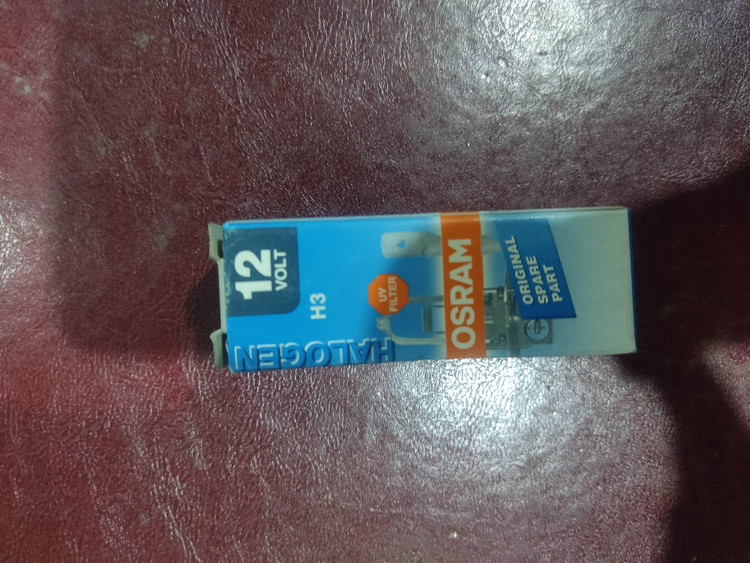 12
VOLT
H3
HALOGEN
UV
FILTER
OSRAM
ORIGINAL
SPARE
PART